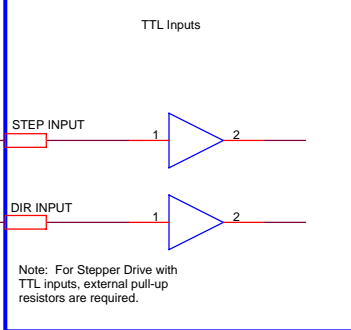 TTL Inputs
STEP INPUT
1 2
DIR INPUT
1 2
Note: For Stepper Drive with
TTL inputs, external pull-up
resistors are required.